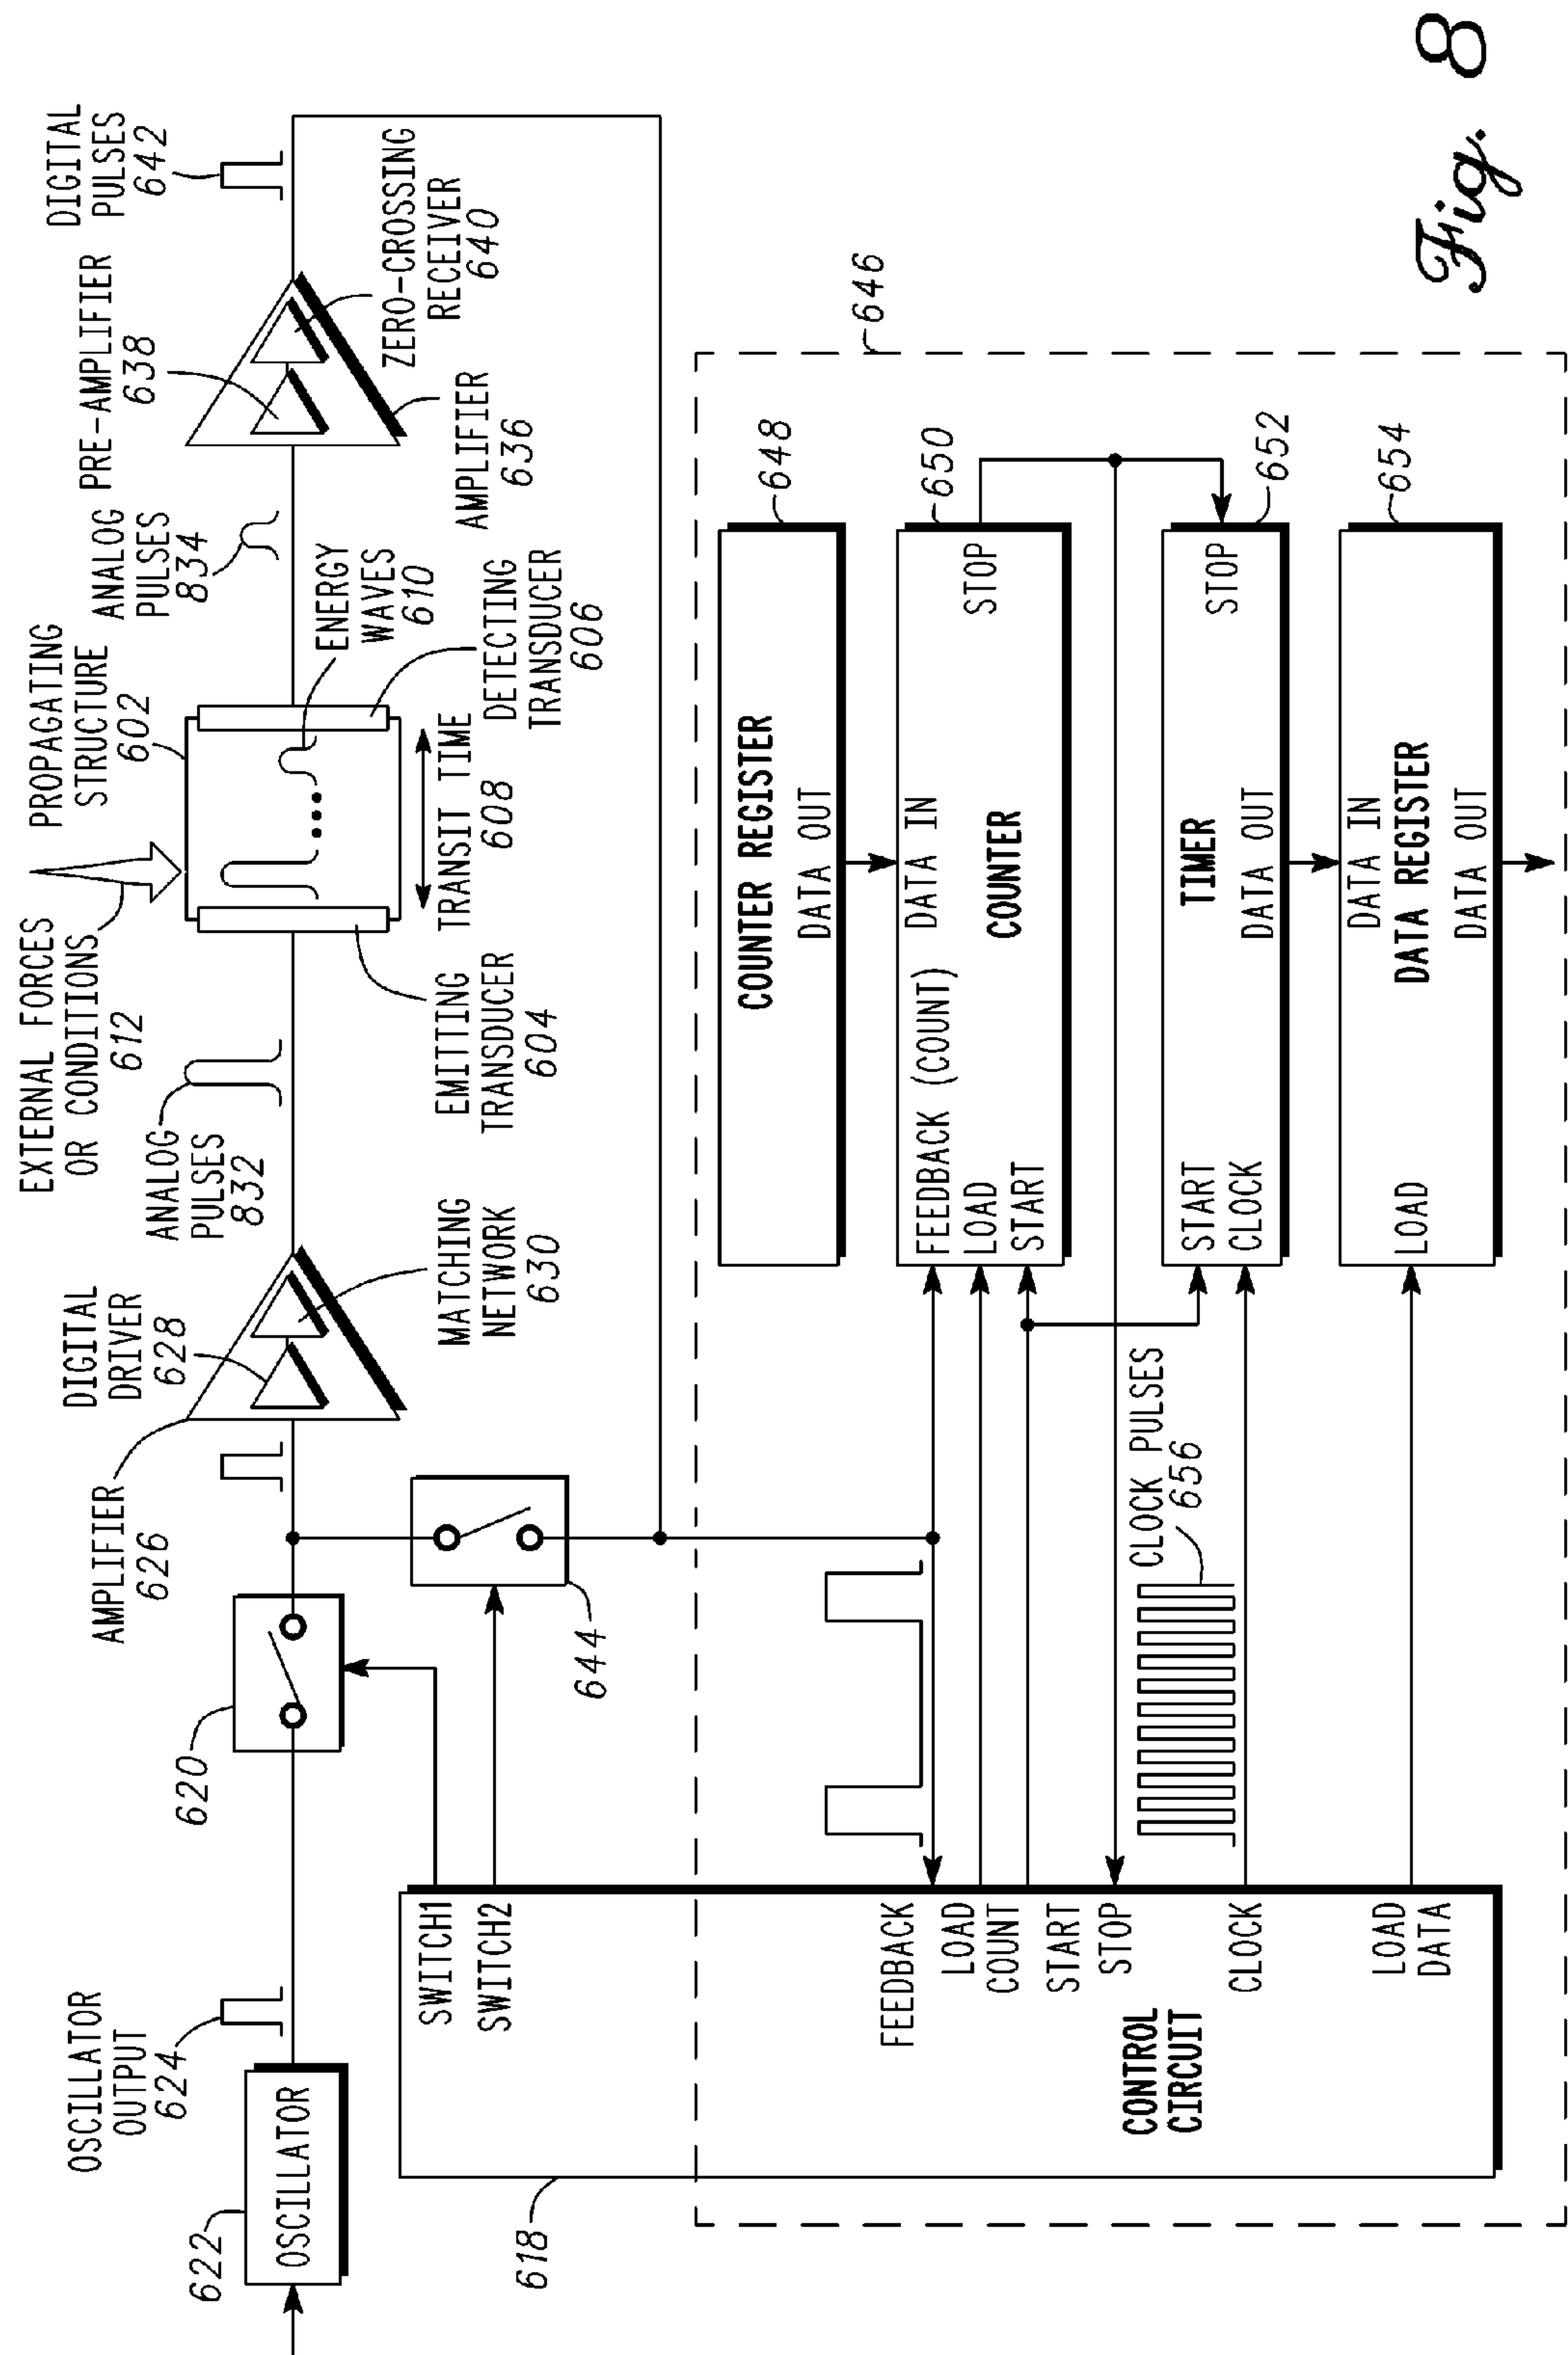 OSCILLATOR
OUTPUT
624
622
OSCILLATOR
620
AMPLIFIER
626
DIGITAL
DRIVER
628
MATCHING
NETWORK
630
644
EXTERNAL FORCES
OR CONDITIONS
612
ANALOG
PULSES
832
PROPAGATING
STRUCTURE
602
EMITTING
TRANSDUCER
604
TRANSIT TIME
608
ENERGY
WAVES
610
DETECTING
TRANSDUCER
606
ANALOG
PULSES
834
PRE-AMPLIFIER
638
AMPLIFIER
636
ZERO-CROSSING
RECEIVER
640
DIGITAL
PULSES
642
618
SWITCH1
SWITCH2
FEEDBACK
LOAD
COUNT
START
STOP
CLOCK
LOAD
DATA
CONTROL
CIRCUIT
CLOCK PULSES
656
646
COUNTER REGISTER
DATA OUT
648
FEEDBACK (COUNT)
DATA IN
LOAD
START
COUNTER
STOP
650
START
CLOCK
TIMER
DATA OUT
STOP
652
LOAD
DATA IN
DATA REGISTER
DATA OUT
654
Fig. 8